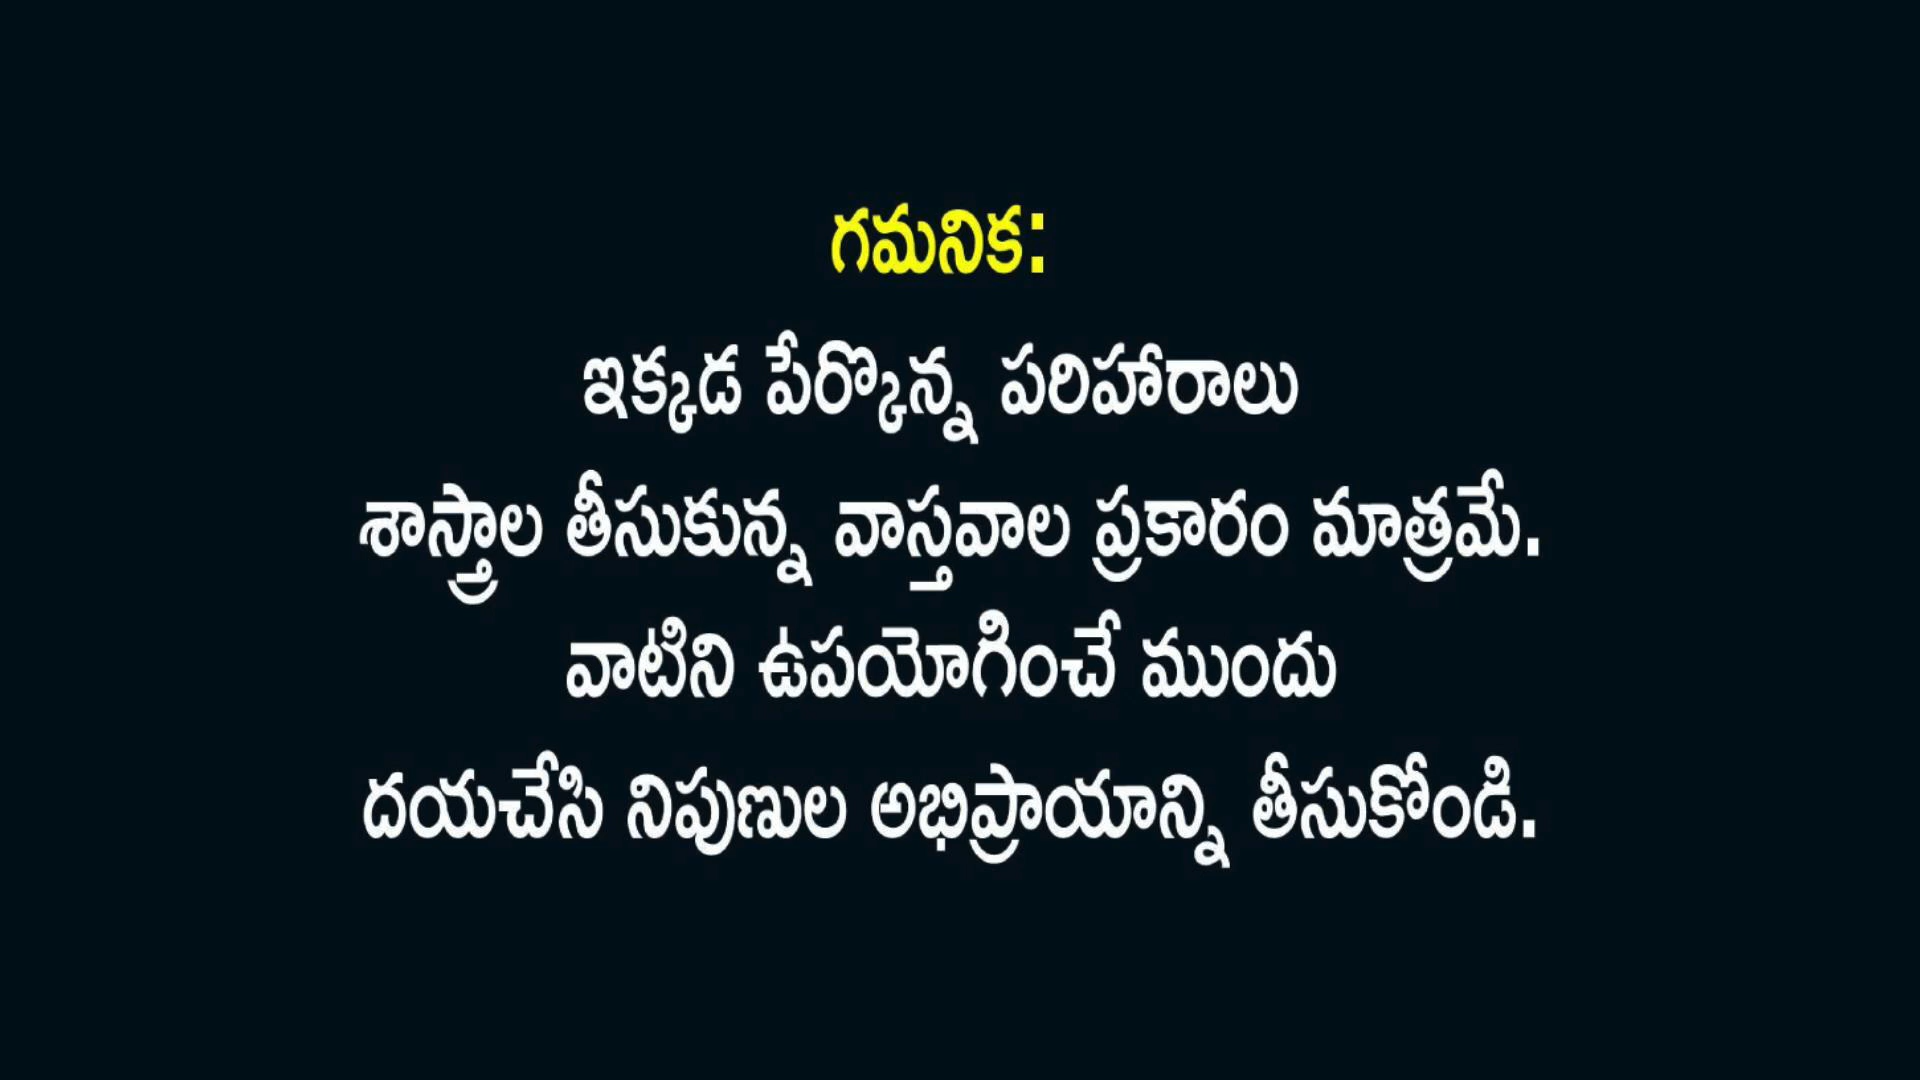 గమనిక:
ఇక్కడ పేర్కొన్న పరిహారాలు
శాస్త్రాల తీసుకున్న వాస్తవాల ప్రకారం మాత్రమే.
వాటిని ఉపయోగించే ముందు
దయచేసి నిపుణుల అభిప్రాయాన్ని తీసుకోండి.